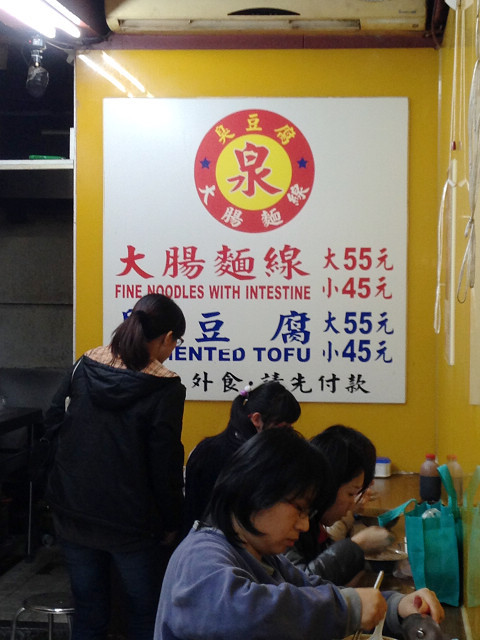 臭豆腐
泉
大腸麵線
大腸麵線 大55元
FINE NOODLES WITH INTESTINE 小45元
豆腐 大55元
MENTED TOFU 小45元
外食·請先付款